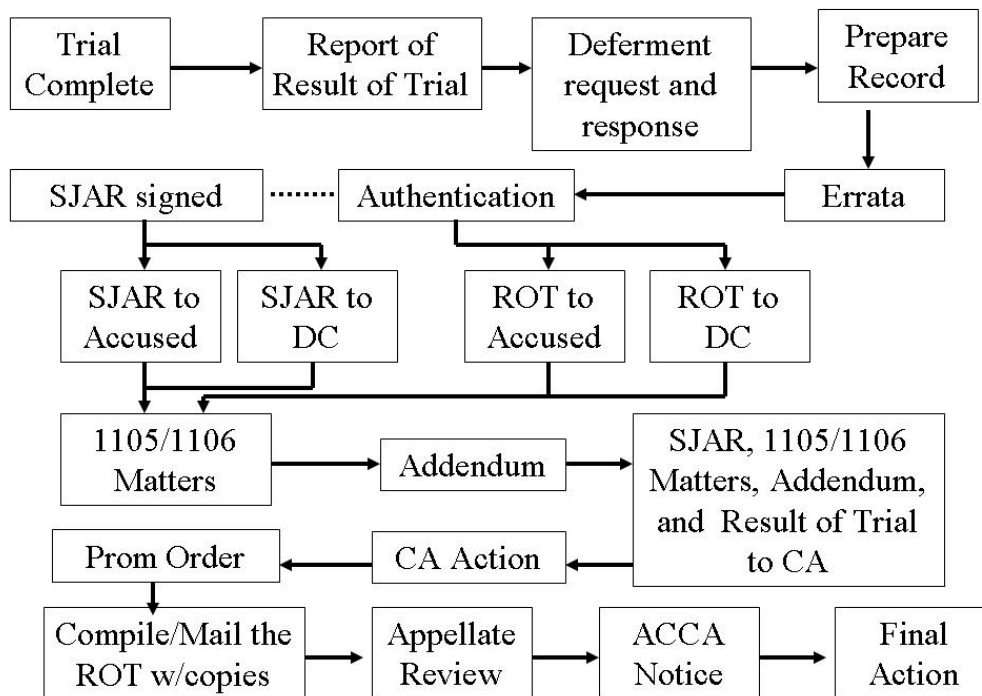 Trial
Complete
Report of
Result of Trial
Deferment
request and
response
Prepare
Record
SJAR signed
Authentication
Errata
SJAR to
Accused
SJAR to
DC
ROT to
Accused
ROT to
DC
1105/1106
Matters
Addendum
SJAR, 1105/1106
Matters, Addendum,
and Result of Trial
to CA
Prom Order
CA Action
Compile/Mail the
ROT w/copies
Appellate
Review
ACCA
Notice
Final
Action